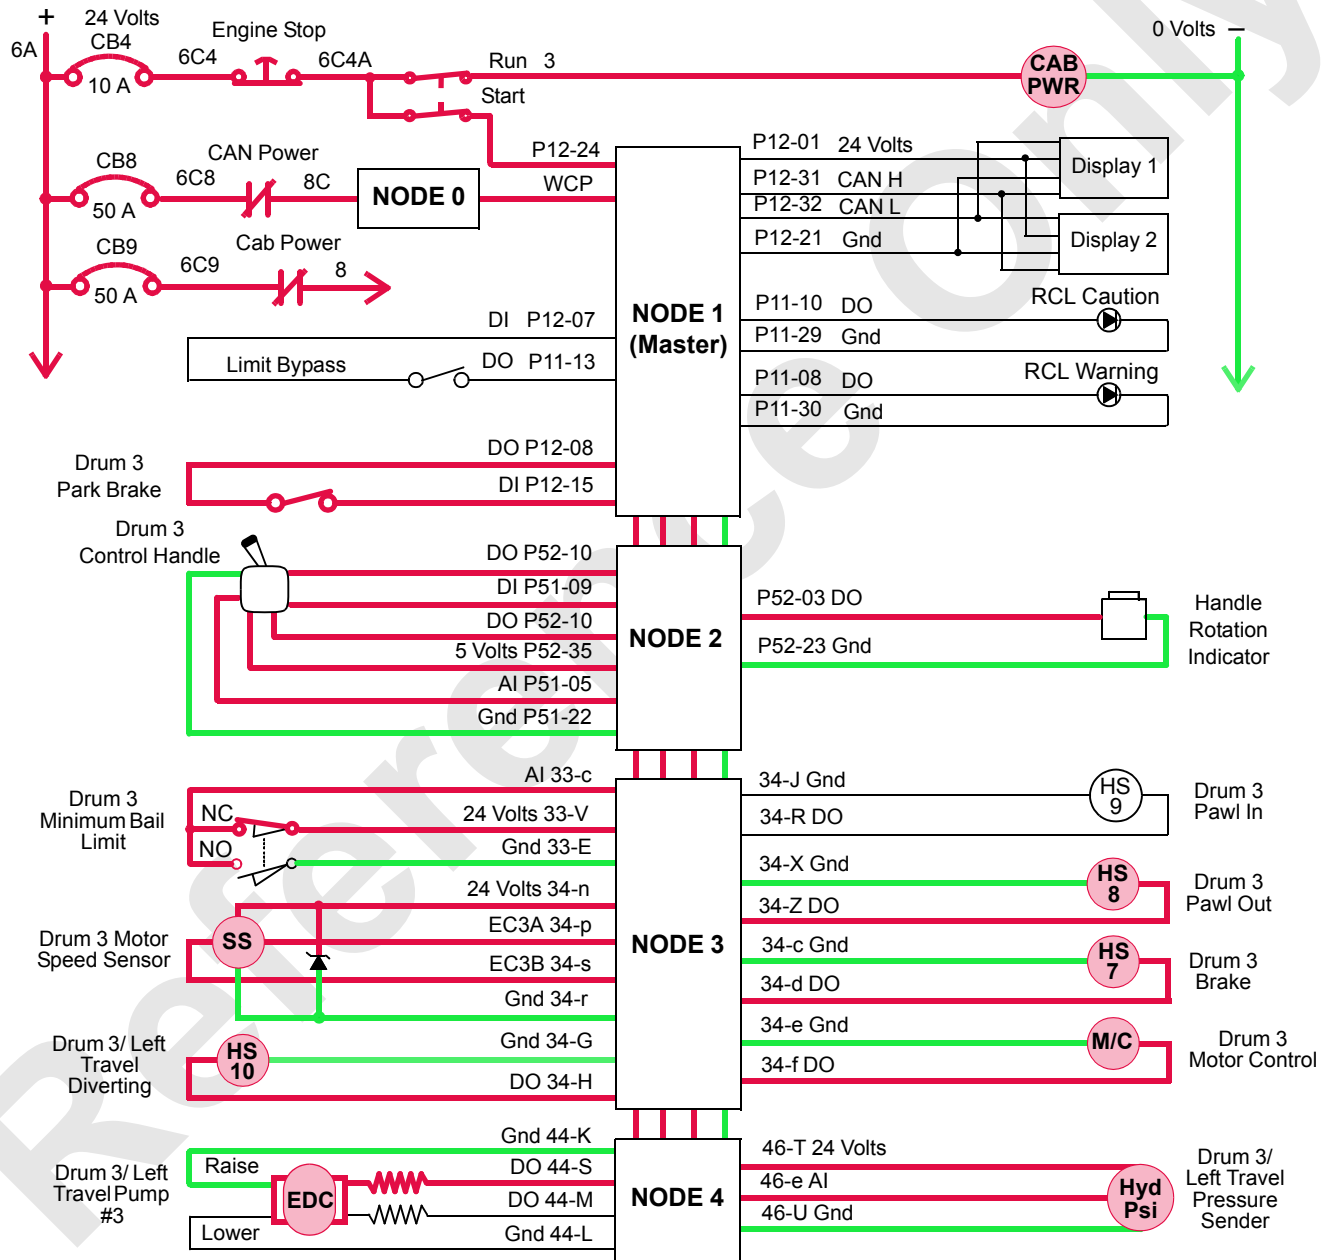 +
24 Volts
0 Volts
−
6A
CB4
10 A
6C4
Engine Stop
6C4A
Run 3
Start
CAB
PWR
CB8
50 A
6C8
CAN Power
8C
NODE 0
P12-24
WCP
CB9
50 A
6C9
Cab Power
8
NODE 1
(Master)
P12-01 24 Volts
P12-31 CAN H
P12-32 CAN L
P12-21 Gnd
Display 1
Display 2
DI P12-07
DO P11-13
Limit Bypass
P11-10 DO
P11-29 Gnd
RCL Caution
P11-08 DO
P11-30 Gnd
RCL Warning
Drum 3
Park Brake
DO P12-08
DI P12-15
Drum 3
Control Handle
DO P52-10
DI P51-09
DO P52-10
5 Volts P52-35
AI P51-05
Gnd P51-22
NODE 2
P52-03 DO
P52-23 Gnd
Handle
Rotation
Indicator
Drum 3
Minimum Bail
Limit
NC
NO
AI 33-c
24 Volts 33-V
Gnd 33-E
Drum 3 Motor
Speed Sensor
SS
24 Volts 34-n
EC3A 34-p
EC3B 34-s
Gnd 34-r
Drum 3/ Left
Travel
Diverting
HS
10
Gnd 34-G
DO 34-H
NODE 3
34-J Gnd
34-R DO
HS
9
Drum 3
Pawl In
34-X Gnd
34-Z DO
HS
8
Drum 3
Pawl Out
34-c Gnd
34-d DO
HS
7
Drum 3
Brake
34-e Gnd
34-f DO
M/C
Drum 3
Motor Control
Drum 3/ Left
Travel Pump
#3
Raise
Lower
EDC
Gnd 44-K
DO 44-S
DO 44-M
Gnd 44-L
NODE 4
46-T 24 Volts
46-e AI
46-U Gnd
Hyd
Psi
Drum 3/
Left Travel
Pressure
Sender
Reference Only